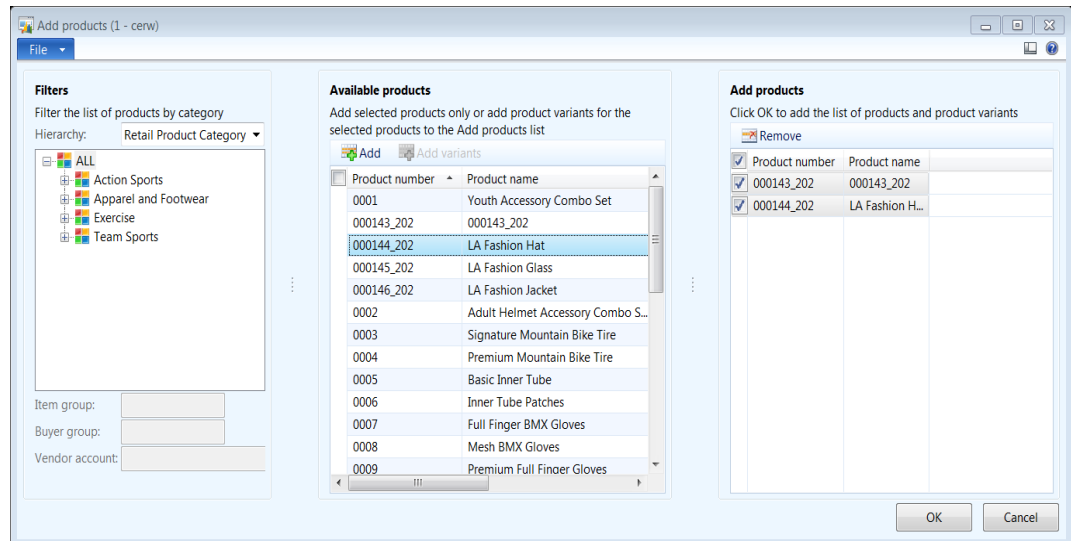 Add products (1 - cerw)
File
Filters
Filter the list of products by category
Hierarchy: Retail Product Category
ALL
Action Sports
Apparel and Footwear
Exercise
Team Sports
Item group:
Buyer group:
Vendor account:
Available products
Add selected products only or add product variants for the
selected products to the Add products list
Add Add variants
Product number Product name
0001 Youth Accessory Combo Set
000143_202 000143_202
000144_202 LA Fashion Hat
000145_202 LA Fashion Glass
000146_202 LA Fashion Jacket
0002 Adult Helmet Accessory Combo S...
0003 Signature Mountain Bike Tire
0004 Premium Mountain Bike Tire
0005 Basic Inner Tube
0006 Inner Tube Patches
0007 Full Finger BMX Gloves
0008 Mesh BMX Gloves
0009 Premium Full Finger Gloves
Add products
Click OK to add the list of products and product variants
Remove
Product number Product name
000143_202 000143_202
000144_202 LA Fashion H...
OK Cancel